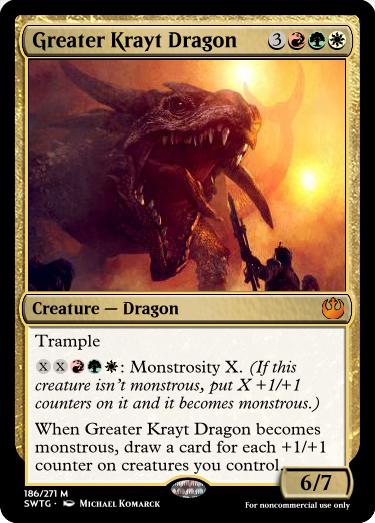 Greater Krayt Dragon 3
Creature — Dragon
Trample
XX: Monstrosity X. (If this
creature isn't monstrous, put X +1/+1
counters on it and it becomes monstrous.)
When Greater Krayt Dragon becomes
monstrous, draw a card for each +1/+1
counter on creatures you control.
6/7
186/271 M
SWTG · Michael Komarck
For noncommercial use only